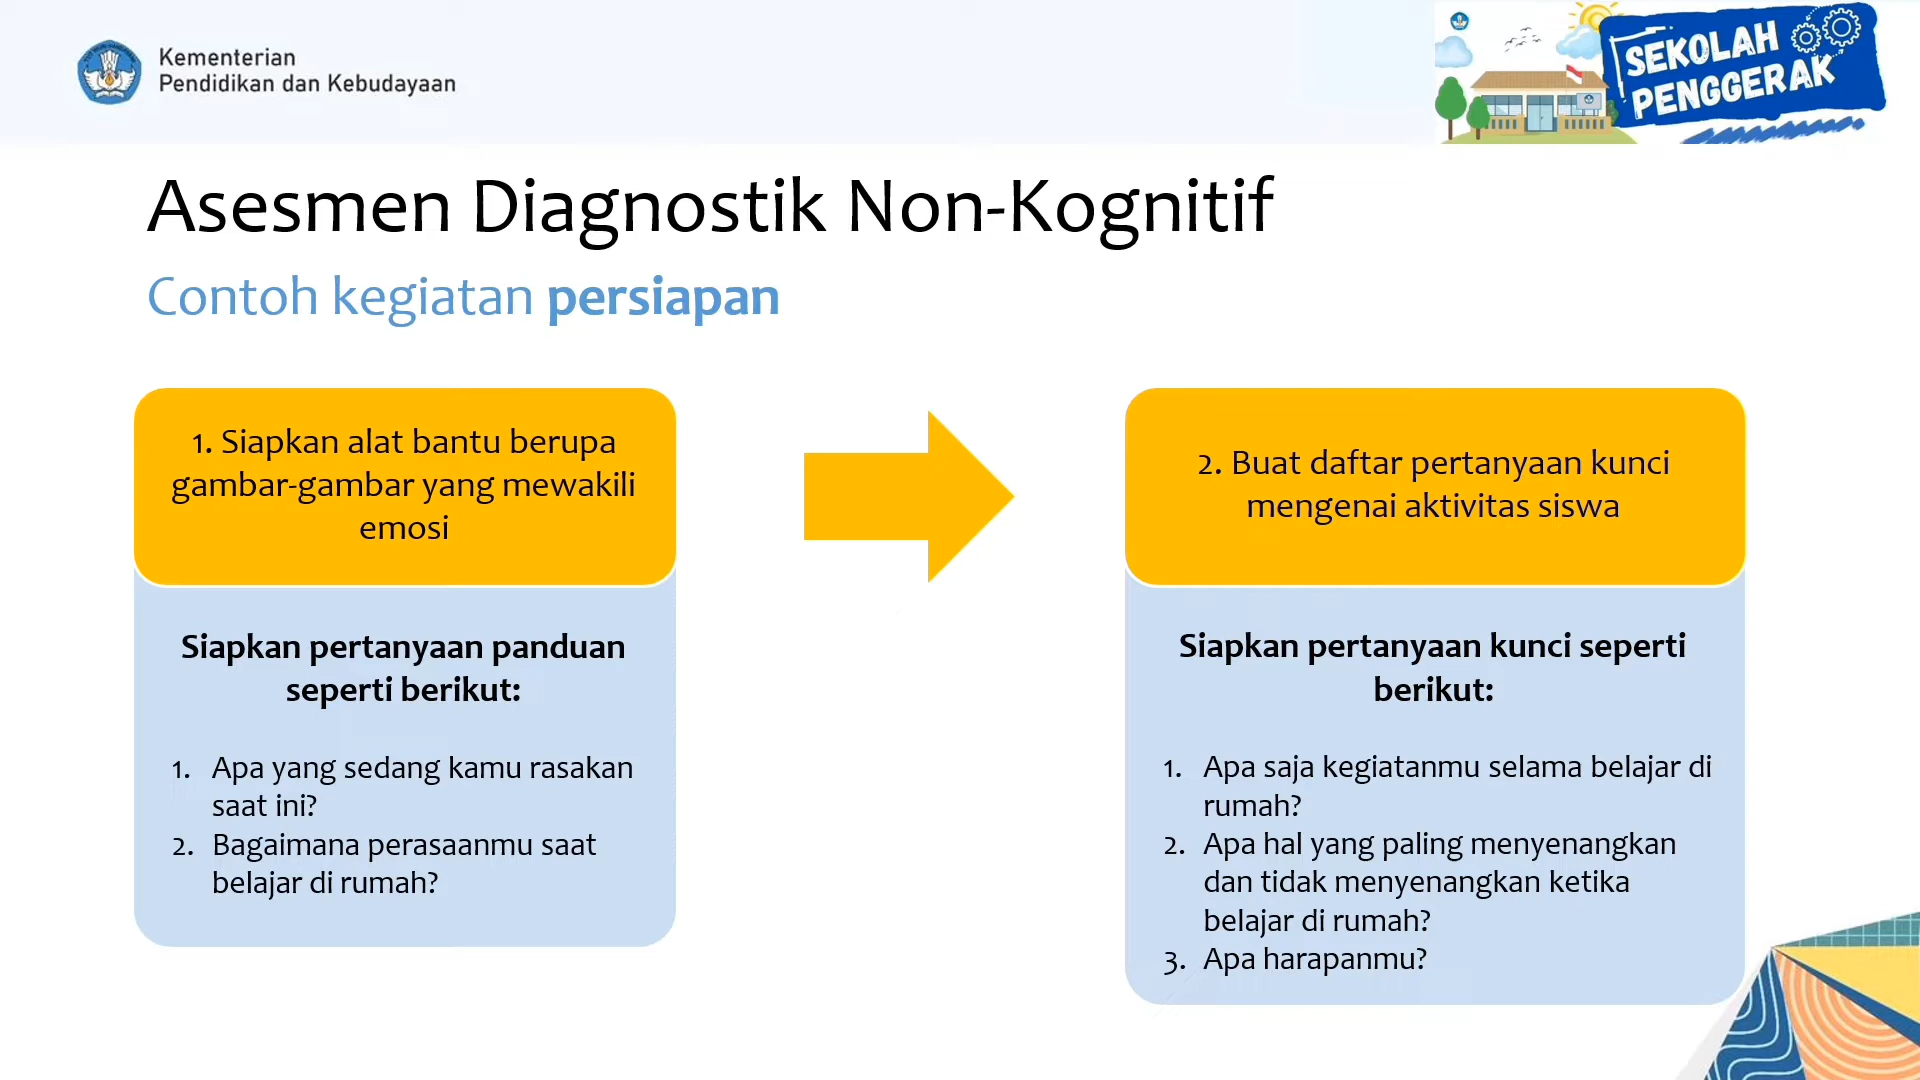 Kementerian
Pendidikan dan Kebudayaan
SEKOLAH
PENGGERAK
Asesmen Diagnostik Non-Kognitif
Contoh kegiatan persiapan
1. Siapkan alat bantu berupa
gambar-gambar yang mewakili
emosi
Siapkan pertanyaan panduan
seperti berikut:
1. Apa yang sedang kamu rasakan
saat ini?
2. Bagaimana perasaanmu saat
belajar di rumah?
2. Buat daftar pertanyaan kunci
mengenai aktivitas siswa
Siapkan pertanyaan kunci seperti
berikut:
1. Apa saja kegiatanmu selama belajar di
rumah?
2. Apa hal yang paling menyenangkan
dan tidak menyenangkan ketika
belajar di rumah?
3. Apa harapanmu?